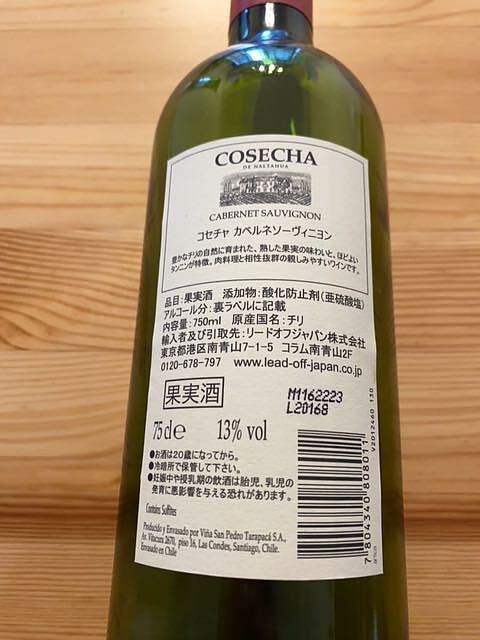 COSECHA
DE NALTAHUA
CABERNET SAUVIGNON
コセチャ カベルネソーヴィニヨン
豊かなチリの自然に育まれた、熟した果実の味わいと、ほどよい
タンニンが特徴。肉料理と相性抜群の親しみやすいワインです。
品目:果実酒 添加物:酸化防止剤(亜硫酸塩)
アルコール分:裏ラベルに記載
内容量:750ml 原産国名:チリ
輸入者及び引取先:リードオフジャパン株式会社
東京都港区南青山7-1-5 コラム南青山2F
0120-678-797 www.lead-off-japan.co.jp
果実酒
N1162223
L20168
75 cl e 13% vol
●お酒は20歳になってから。
●冷暗所で保管して下さい。
●妊娠中や授乳期の飲酒は胎児、乳児の
発育に悪影響を与える恐れがあります。
Contains Sulfites
Producido y Envasado por Viña San Pedro Tarapacá S.A.,
Av. Vitacura 2670, piso 16, Las Condes, Santiago, Chile.
Envasado en Chile
7 804340 808011
V2012460 130